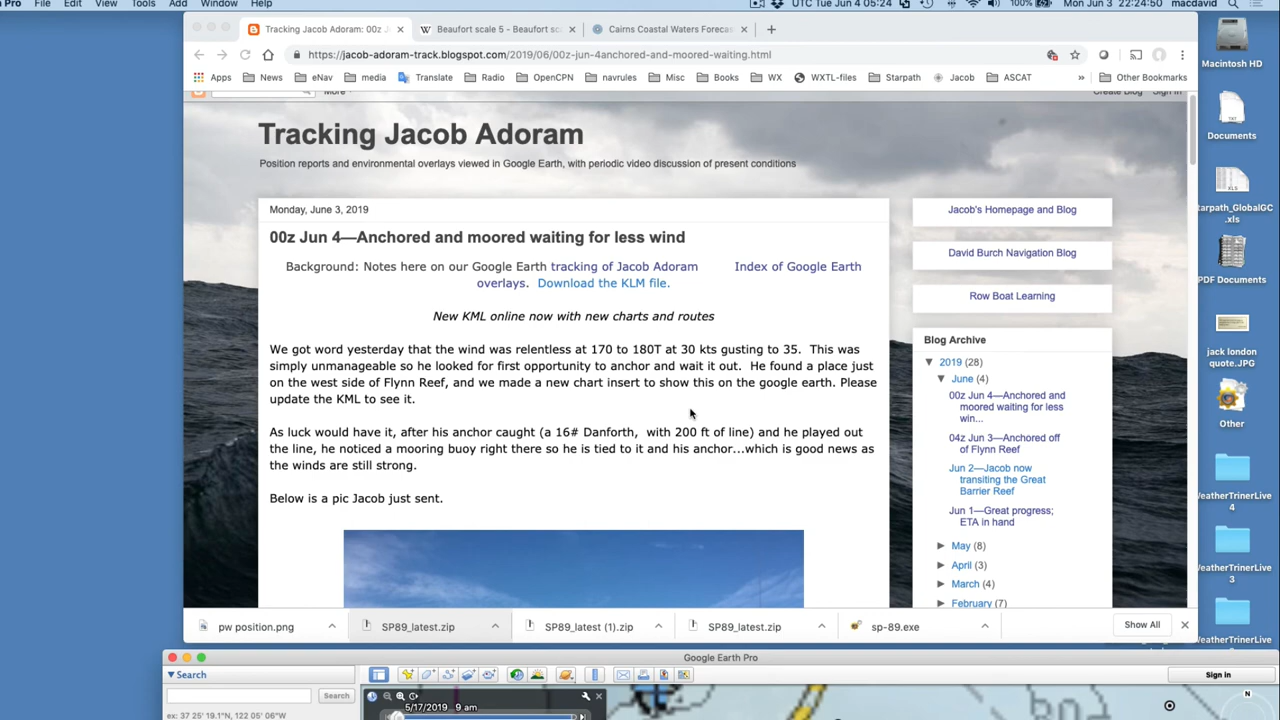 Pro File Edit View Tools Add Window Help
UTC Tue Jun 4 05:24 100% Mon Jun 3 22:24:50 macdavid
Tracking Jacob Adoram: 00z J
Beaufort scale 5 - Beaufort sc
Cairns Coastal Waters Forecas
https://jacob-adoram-track.blogspot.com/2019/06/00z-jun-4anchored-and-moored-waiting.html
Apps News eNav media Translate Radio OpenCPN navrules Misc Books WX WXTL-files Starpath Jacob ASCAT » Other Bookmarks
More Create Blog Sign In
Tracking Jacob Adoram
Position reports and environmental overlays viewed in Google Earth, with periodic video discussion of present conditions
Monday, June 3, 2019
00z Jun 4—Anchored and moored waiting for less wind
Background: Notes here on our Google Earth tracking of Jacob Adoram Index of Google Earth
overlays. Download the KLM file.
New KML online now with new charts and routes
We got word yesterday that the wind was relentless at 170 to 180T at 30 kts gusting to 35. This was
simply unmanageable so he looked for first opportunity to anchor and wait it out. He found a place just
on the west side of Flynn Reef, and we made a new chart insert to show this on the google earth. Please
update the KML to see it.
As luck would have it, after his anchor caught (a 16# Danforth, with 200 ft of line) and he played out
the line, he noticed a mooring buoy right there so he is tied to it and his anchor...which is good news as
the winds are still strong.
Below is a pic Jacob just sent.
Jacob's Homepage and Blog
David Burch Navigation Blog
Row Boat Learning
Blog Archive
▼ 2019 (28)
▼ June (4)
00z Jun 4—Anchored and
moored waiting for less
win...
04z Jun 3—Anchored off
of Flynn Reef
Jun 2—Jacob now
transiting the Great
Barrier Reef
Jun 1—Great progress;
ETA in hand
► May (8)
► April (3)
► March (4)
► February (7)
pw position.png
SP89_latest.zip
SP89_latest (1).zip
SP89_latest.zip
sp-89.exe
Show All
Google Earth Pro
▼ Search
Search
ex: 37 25' 19.1"N, 122 05' 06"W
5/17/2019 9 am
Sign in
N
Macintosh HD
TXT
Documents
XLS
tarpath_GlobalGC
.xls
PDF Documents
jack london
quote.JPG
Other
WeatherTrinerLive
4
WeatherTrinerLive
3
WeatherTrinerLive
2